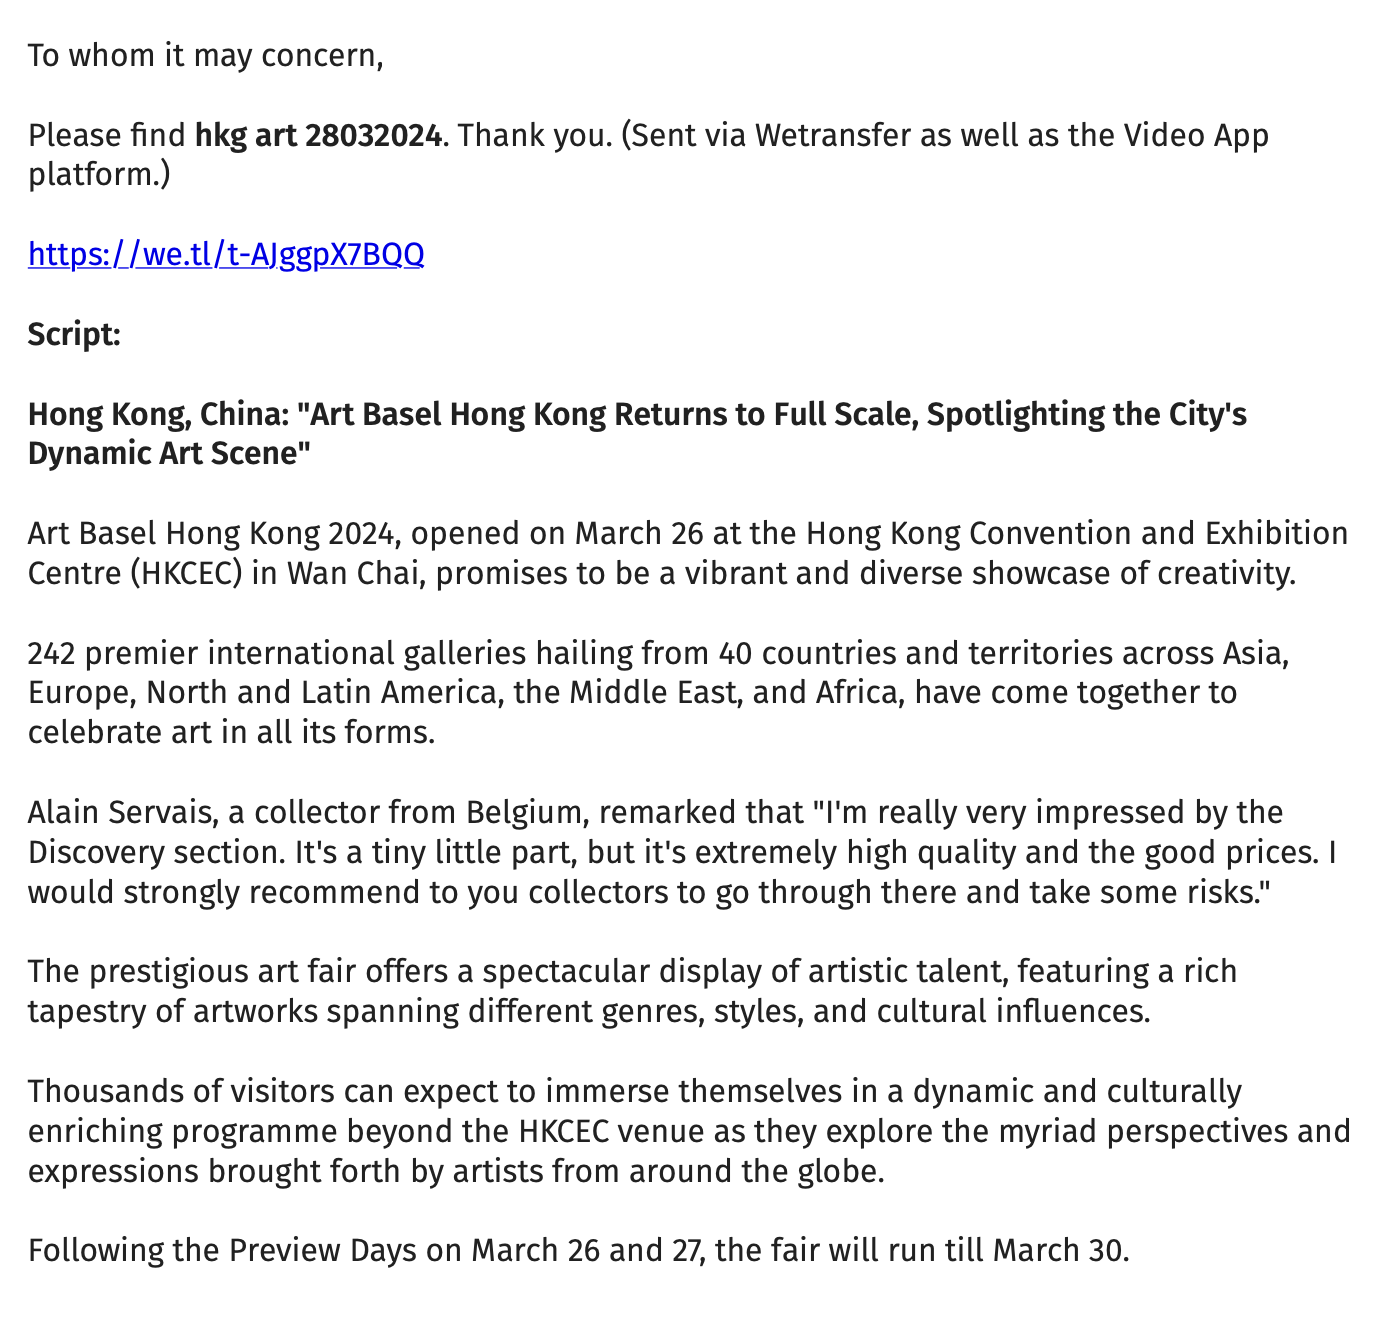 To whom it may concern,
Please find hkg art 28032024. Thank you. (Sent via Wetransfer as well as the Video App
platform.)
https://we.tl/t-AJggpX7BQQ
Script:
Hong Kong, China: "Art Basel Hong Kong Returns to Full Scale, Spotlighting the City's
Dynamic Art Scene"
Art Basel Hong Kong 2024, opened on March 26 at the Hong Kong Convention and Exhibition
Centre (HKCEC) in Wan Chai, promises to be a vibrant and diverse showcase of creativity.
242 premier international galleries hailing from 40 countries and territories across Asia,
Europe, North and Latin America, the Middle East, and Africa, have come together to
celebrate art in all its forms.
Alain Servais, a collector from Belgium, remarked that "I'm really very impressed by the
Discovery section. It's a tiny little part, but it's extremely high quality and the good prices. I
would strongly recommend to you collectors to go through there and take some risks."
The prestigious art fair offers a spectacular display of artistic talent, featuring a rich
tapestry of artworks spanning different genres, styles, and cultural influences.
Thousands of visitors can expect to immerse themselves in a dynamic and culturally
enriching programme beyond the HKCEC venue as they explore the myriad perspectives and
expressions brought forth by artists from around the globe.
Following the Preview Days on March 26 and 27, the fair will run till March 30.